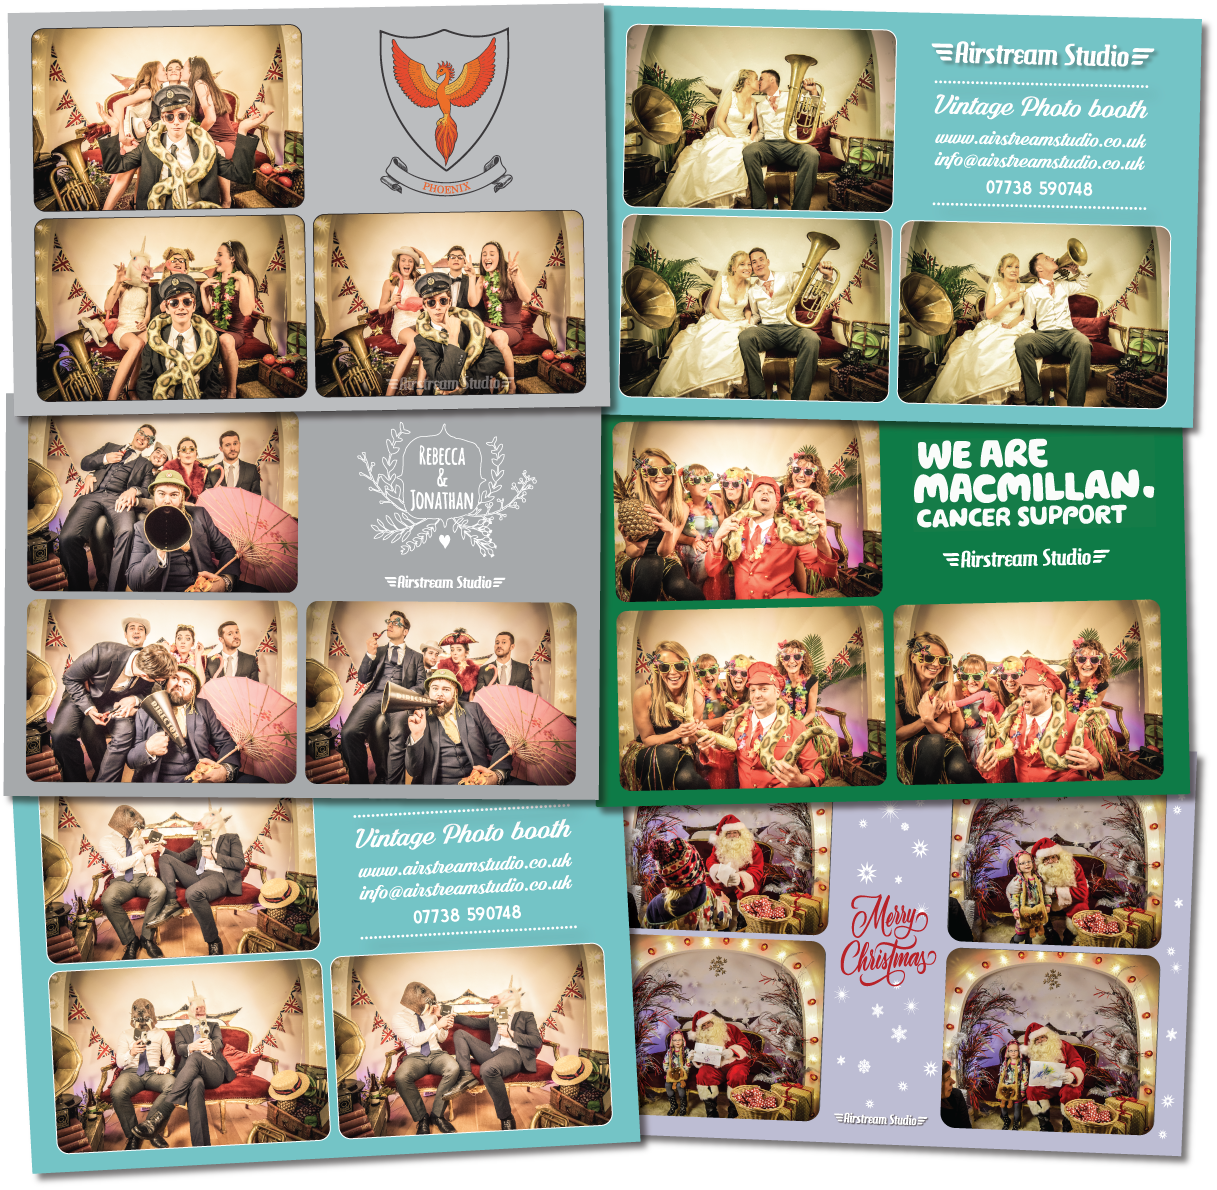 PHOENIX
Airstream Studio
Airstream Studio
Vintage Photo booth
www.airstreamstudio.co.uk
info@airstreamstudio.co.uk
07738 590748
REBECCA
&
JONATHAN
Airstream Studio
WE ARE
MACMILLAN.
CANCER SUPPORT
Airstream Studio
Vintage Photo booth
www.airstreamstudio.co.uk
info@airstreamstudio.co.uk
07738 590748
Merry
Christmas
Airstream Studio